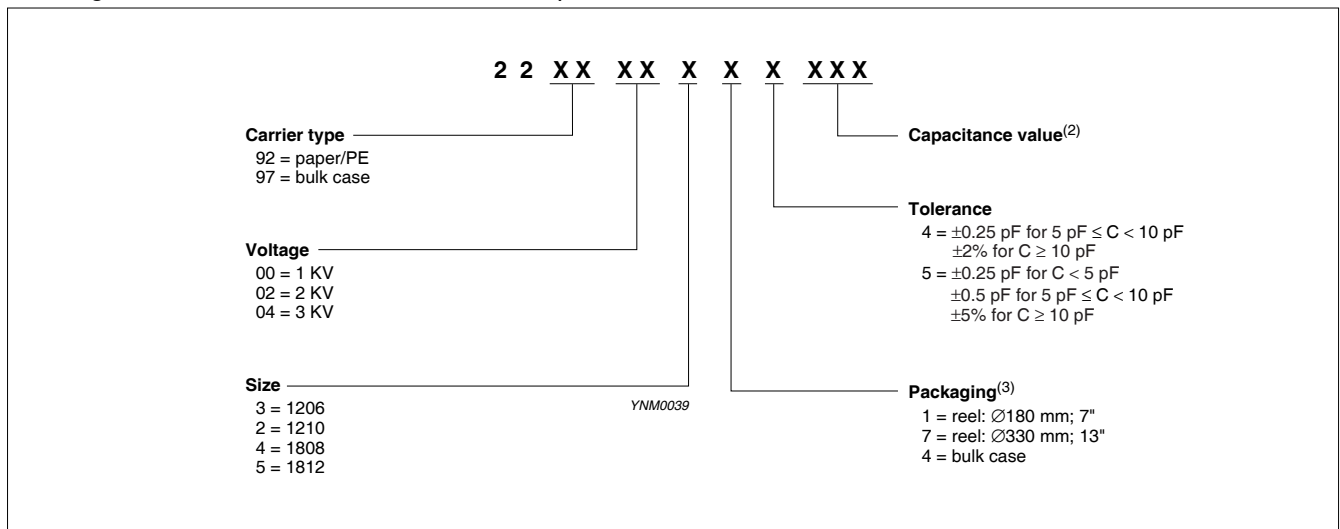 2 2 XX XX X X X XXX
Carrier type
92 = paper/PE
97 = bulk case
Voltage
00 = 1 KV
02 = 2 KV
04 = 3 KV
Size
3 = 1206
2 = 1210
4 = 1808
5 = 1812
YNM0039
Capacitance value(2)
Tolerance
4 = ±0.25 pF for 5 pF ≤ C < 10 pF
±2% for C ≥ 10 pF
5 = ±0.25 pF for C < 5 pF
±0.5 pF for 5 pF ≤ C < 10 pF
±5% for C ≥ 10 pF
Packaging(3)
1 = reel: ∅180 mm; 7"
7 = reel: ∅330 mm; 13"
4 = bulk case